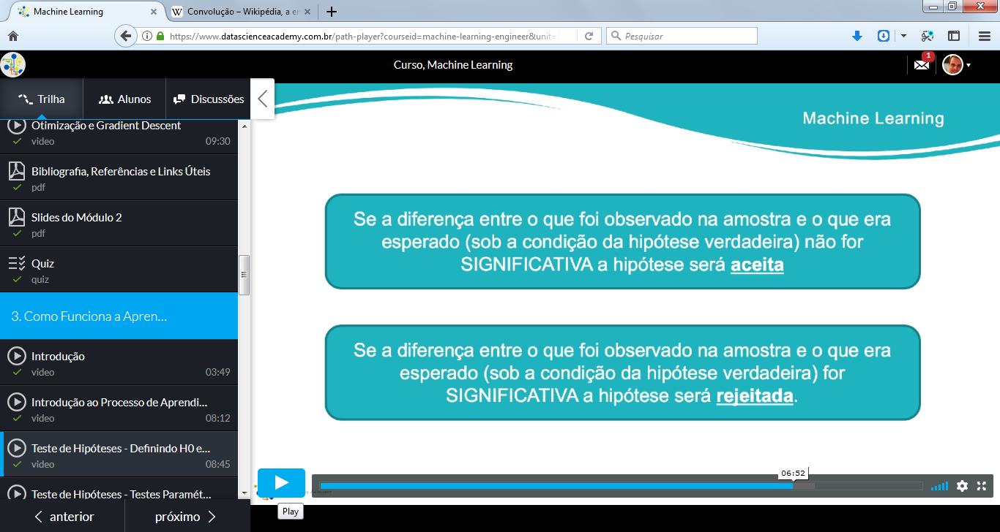 Machine Learning
Convolução – Wikipédia, a e
https://www.datascienceacademy.com.br/path-player?courseid=machine-learning-engineer&unit=
Pesquisar
Curso, Machine Learning
1
Trilha
Alunos
Discussões
Otimização e Gradient Descent
video 09:30
Bibliografia, Referências e Links Úteis
pdf
Slides do Módulo 2
pdf
Quiz
quiz
3. Como Funciona a Apren...
Introdução
video 03:49
Introdução ao Processo de Aprendi...
video 08:12
Teste de Hipóteses - Definindo H0 e...
video 08:45
Teste de Hipóteses - Testes Paramét...
anterior
próximo
Machine Learning
Se a diferença entre o que foi observado na amostra e o que era
esperado (sob a condição da hipótese verdadeira) não for
SIGNIFICATIVA a hipótese será aceita
Se a diferença entre o que foi observado na amostra e o que era
esperado (sob a condição da hipótese verdadeira) for
SIGNIFICATIVA a hipótese será rejeitada.
06:52
Play